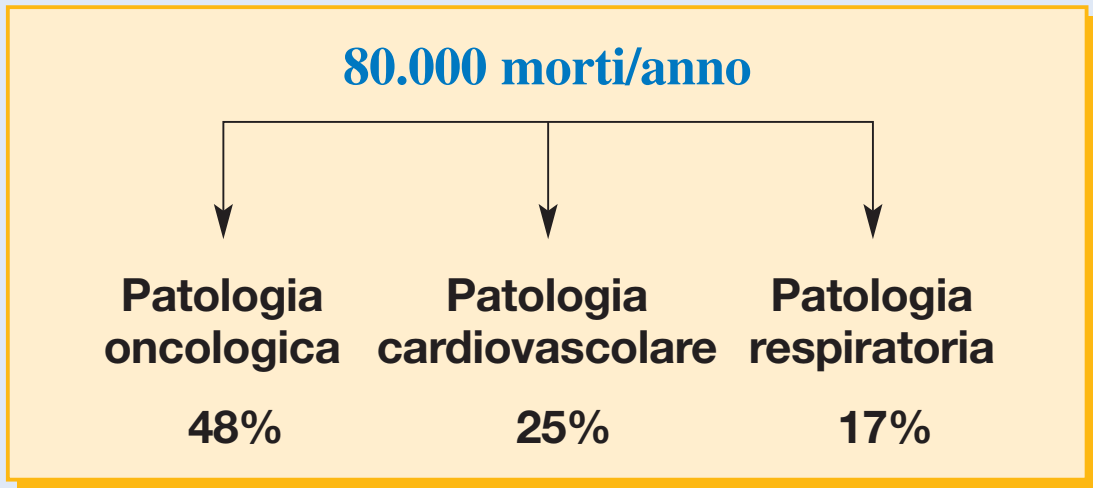 80.000 morti/anno
Patologia oncologica
48%
Patologia cardiovascolare
25%
Patologia respiratoria
17%